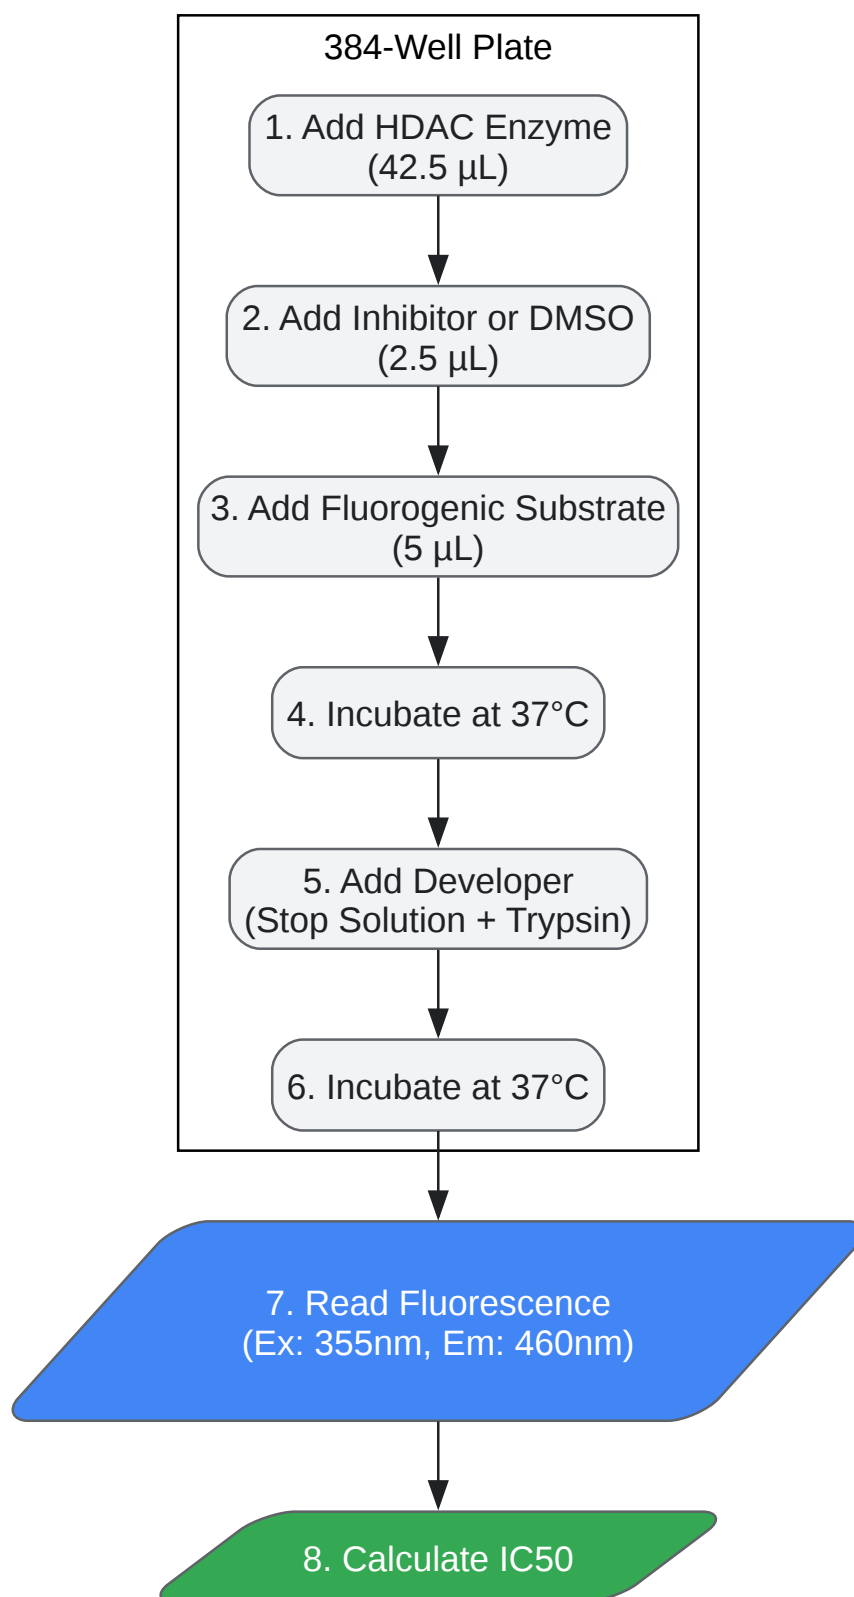 384-Well Plate
1. Add HDAC Enzyme
(42.5 µL)
2. Add Inhibitor or DMSO
(2.5 µL)
3. Add Fluorogenic Substrate
(5 µL)
4. Incubate at 37°C
5. Add Developer
(Stop Solution + Trypsin)
6. Incubate at 37°C
7. Read Fluorescence
(Ex: 355nm, Em: 460nm)
8. Calculate IC50